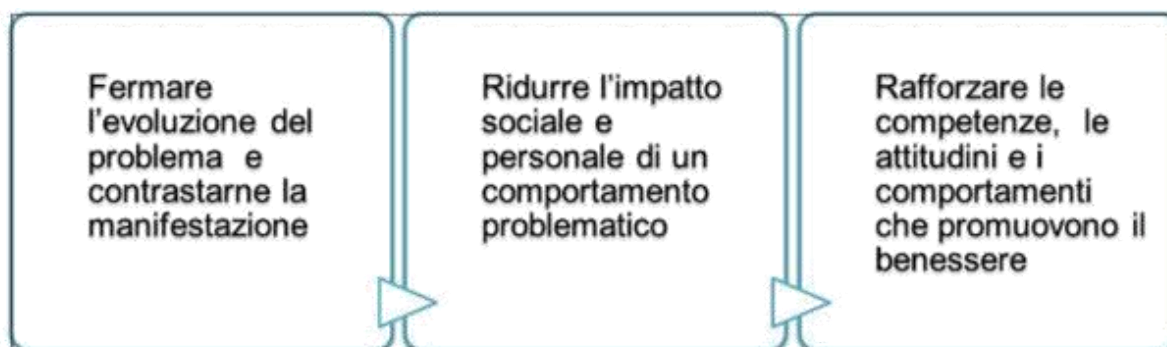 Fermare
l'evoluzione del
problema e
contrastarne la
manifestazione
Ridurre l'impatto
sociale e
personale di un
comportamento
problematico
Rafforzare le
competenze, le
attitudini e i
comportamenti
che promuovono il
benessere